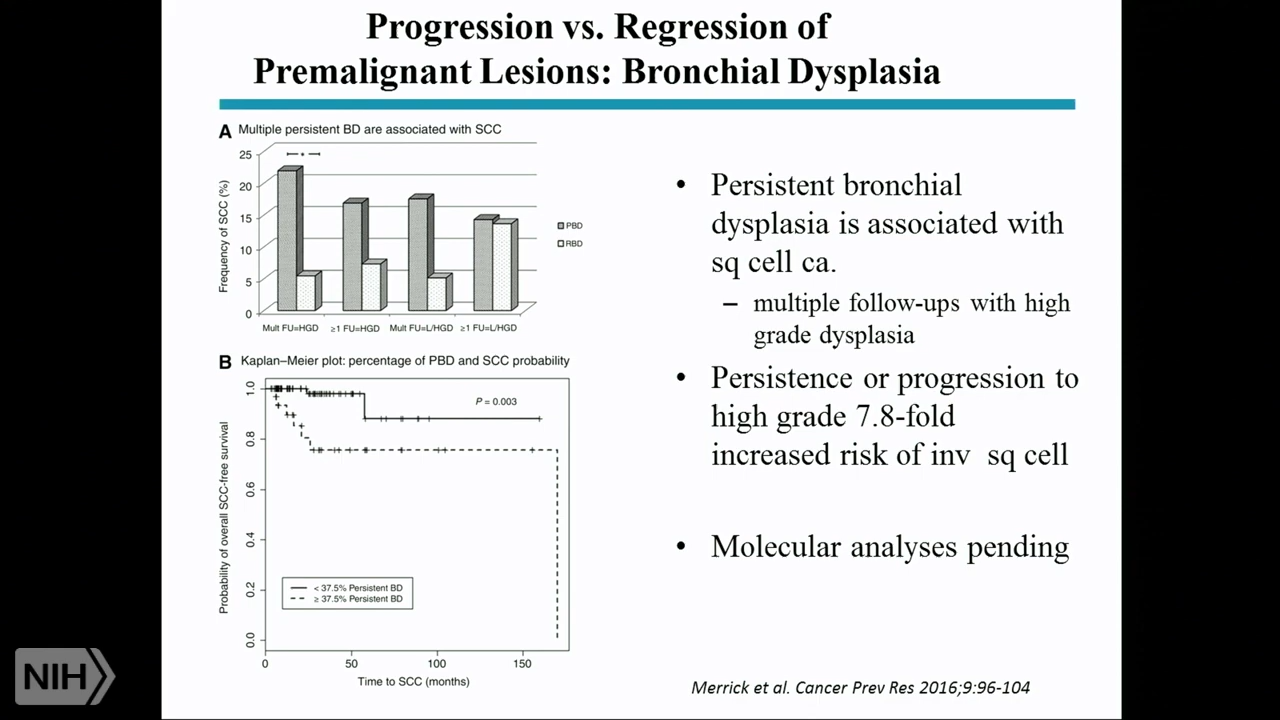 Progression vs. Regression of
Premalignant Lesions: Bronchial Dysplasia
A Multiple persistent BD are associated with SCC
Frequency of SCC (%)
25
20
15
10
5
0
*
Mult FU=HGD ≥1 FU=HGD Mult FU=L/HGD ≥1 FU=L/HGD
PBD
RBD
B Kaplan–Meier plot: percentage of PBD and SCC probability
Probability of overall SCC-free survival
1.0
0.8
0.6
0.4
0.2
0.0
P = 0.003
< 37.5% Persistent BD
≥ 37.5% Persistent BD
0 50 100 150
Time to SCC (months)
• Persistent bronchial
dysplasia is associated with
sq cell ca.
– multiple follow-ups with high
grade dysplasia
• Persistence or progression to
high grade 7.8-fold
increased risk of inv sq cell
• Molecular analyses pending
Merrick et al. Cancer Prev Res 2016;9:96-104
NIH